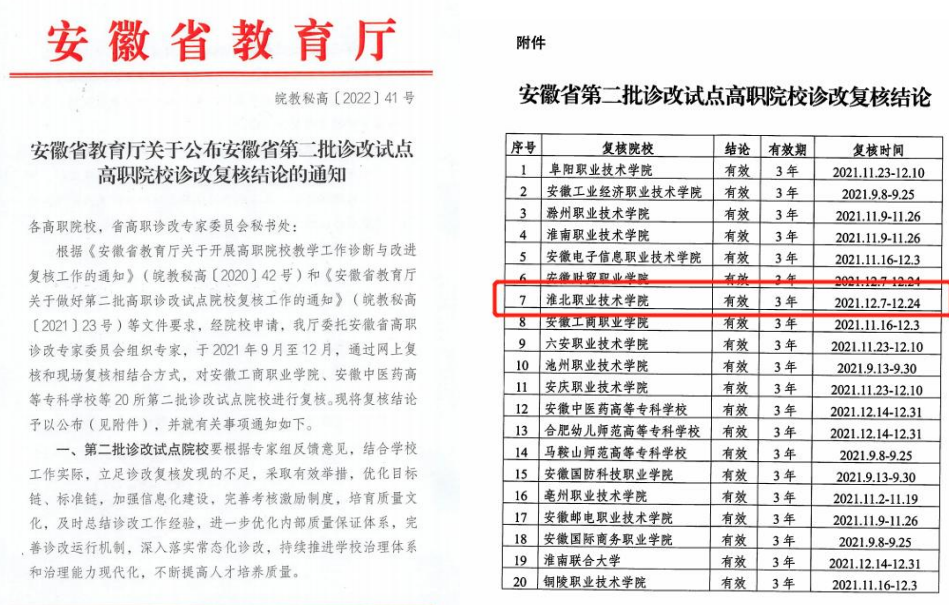 安徽省教育厅
皖教秘高〔2022〕41号
安徽省教育厅关于公布安徽省第二批诊改试点
高职院校诊改复核结论的通知
各高职院校，省高职诊改专家委员会秘书处：
根据《安徽省教育厅关于开展高职院校教学工作诊断与改进
复核工作的通知》（皖教秘高〔2020〕42号）和《安徽省教育厅
关于做好第二批高职诊改试点院校复核工作的通知》（皖教秘高
〔2021〕23号）等文件要求，经院校申请，我厅委托安徽省高职
诊改专家委员会组织专家，于2021年9月至12月，通过网上复
核和现场复核相结合方式，对安徽工商职业学院、安徽中医药高
等专科学校等20所第二批诊改试点院校进行复核。现将复核结论
予以公布（见附件），并就有关事项通知如下。
一、第二批诊改试点院校要根据专家组反馈意见，结合学校
工作实际，立足诊改复核发现的不足，采取有效举措，优化目标
链、标准链，加强信息化建设，完善考核激励制度，培育质量文
化，及时总结诊改工作经验，进一步优化内部质量保证体系，完
善诊改运行机制，深入落实常态化诊改，持续推进学校治理体系
和治理能力现代化，不断提高人才培养质量。
附件
安徽省第二批诊改试点高职院校诊改复核结论
序号 复核院校 结论 有效期 复核时间
1 阜阳职业技术学院 有效 3年 2021.11.23-12.10
2 安徽工业经济职业技术学院 有效 3年 2021.9.8-9.25
3 滁州职业技术学院 有效 3年 2021.11.9-11.26
4 淮南职业技术学院 有效 3年 2021.11.9-11.26
5 安徽电子信息职业技术学院 有效 3年 2021.11.16-12.3
6 安徽财贸职业学院 有效 3年 2021.12.7-12.24
7 淮北职业技术学院 有效 3年 2021.12.7-12.24
8 安徽工商职业学院 有效 3年 2021.11.16-12.3
9 六安职业技术学院 有效 3年 2021.11.23-12.10
10 池州职业技术学院 有效 3年 2021.9.13-9.30
11 安庆职业技术学院 有效 3年 2021.11.23-12.10
12 安徽中医药高等专科学校 有效 3年 2021.12.14-12.31
13 合肥幼儿师范高等专科学校 有效 3年 2021.12.14-12.31
14 马鞍山师范高等专科学校 有效 3年 2021.9.8-9.25
15 安徽国防科技职业学院 有效 3年 2021.9.13-9.30
16 亳州职业技术学院 有效 3年 2021.11.2-11.19
17 安徽邮电职业技术学院 有效 3年 2021.11.9-11.26
18 安徽国际商务职业学院 有效 3年 2021.9.8-9.25
19 淮南联合大学 有效 3年 2021.12.14-12.31
20 铜陵职业技术学院 有效 3年 2021.11.16-12.3